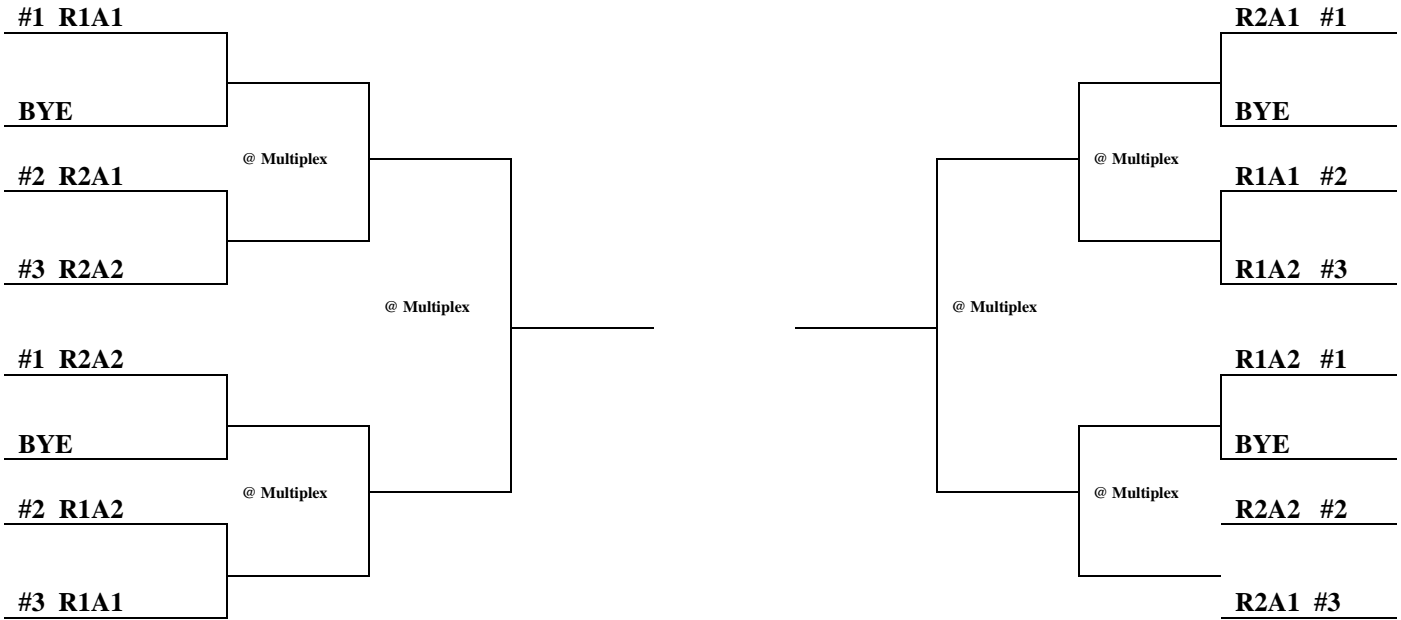 #1 R1A1
BYE
@ Multiplex
#2 R2A1
#3 R2A2
@ Multiplex
#1 R2A2
BYE
@ Multiplex
#2 R1A2
#3 R1A1
R2A1 #1
BYE
@ Multiplex
R1A1 #2
R1A2 #3
@ Multiplex
R1A2 #1
BYE
@ Multiplex
R2A2 #2
R2A1 #3